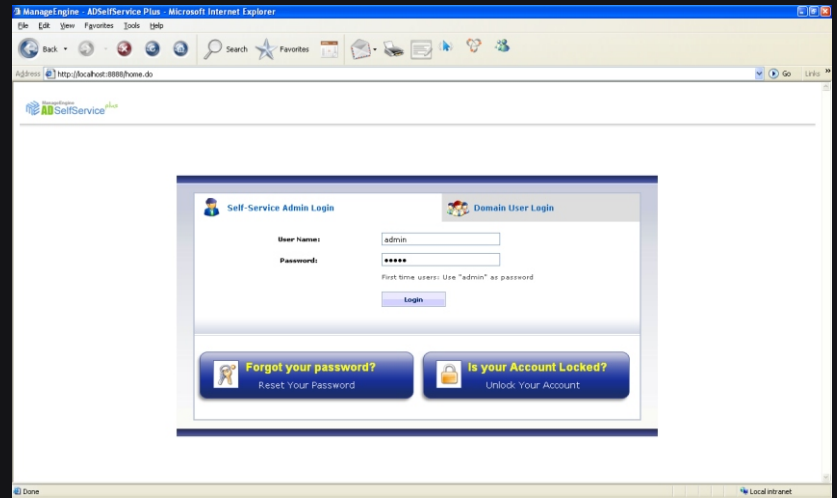 ManageEngine - ADSelfService Plus - Microsoft Internet Explorer
File Edit View Favorites Tools Help
Back Search Favorites
Address http://localhost:8888/home.do Go Links
ManageEngine
ADSelfService plus
Self-Service Admin Login Domain User Login
User Name: admin
Password: •••••
First time users: Use "admin" as password
Login
Forgot your password? Is your Account Locked?
Reset Your Password Unlock Your Account
Done Local intranet